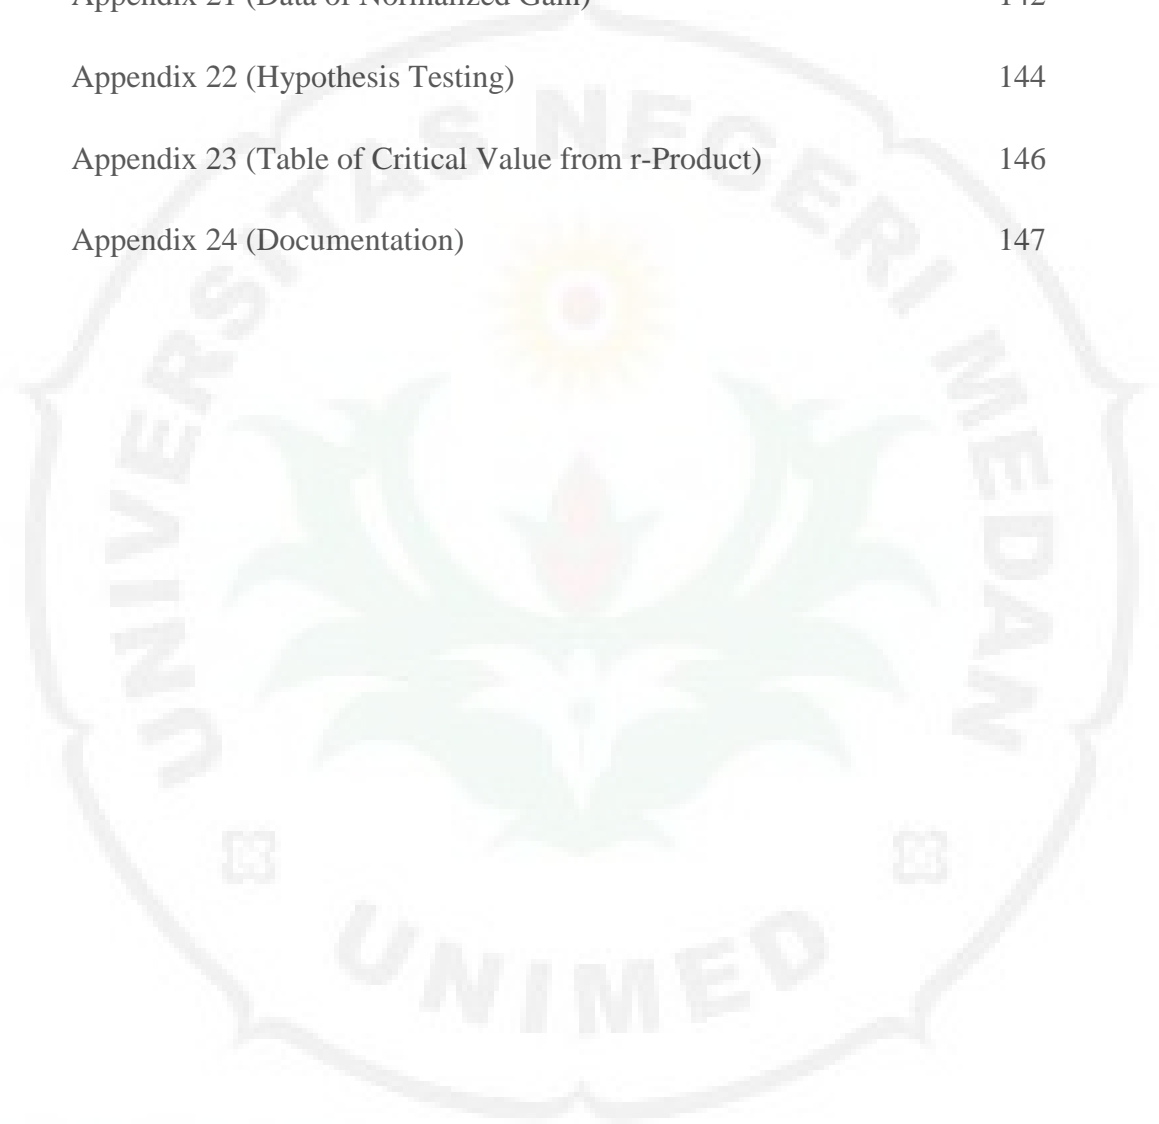 Appendix 21 (Data of Normalized Gain) 142
Appendix 22 (Hypothesis Testing) 144
Appendix 23 (Table of Critical Value from r-Product) 146
Appendix 24 (Documentation) 147
UNIVERSITAS NEGERI MEDAN
UNIMED